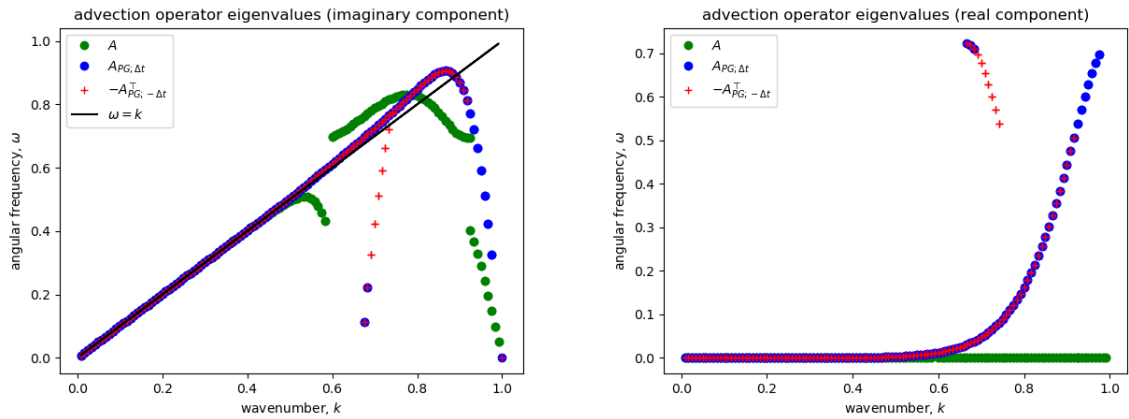 advection operator eigenvalues (imaginary component)
1.0
0.8
0.6
0.4
0.2
0.0
angular frequency, ω
A
A_{PG; Δt}
−A^⊤_{PG; −Δt}
ω = k
0.0 0.2 0.4 0.6 0.8 1.0
wavenumber, k
advection operator eigenvalues (real component)
0.7
0.6
0.5
0.4
0.3
0.2
0.1
0.0
angular frequency, ω
A
A_{PG; Δt}
−A^⊤_{PG; −Δt}
0.0 0.2 0.4 0.6 0.8 1.0
wavenumber, k